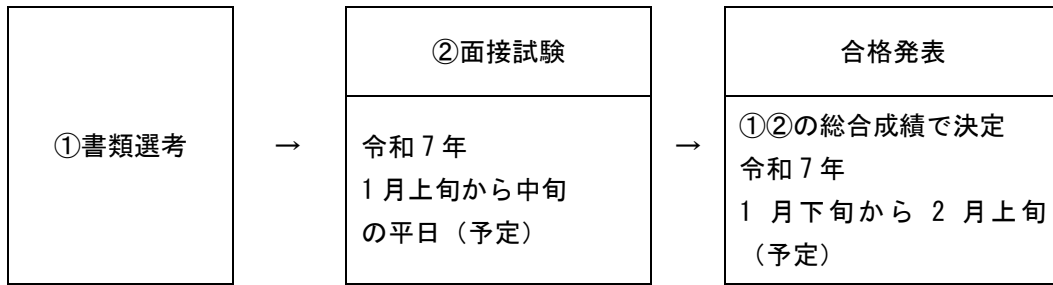 ①書類選考
→
②面接試験
令和7年
1月上旬から中旬
の平日（予定）
→
合格発表
①②の総合成績で決定
令和7年
1 月下旬から 2 月上旬
（予定）